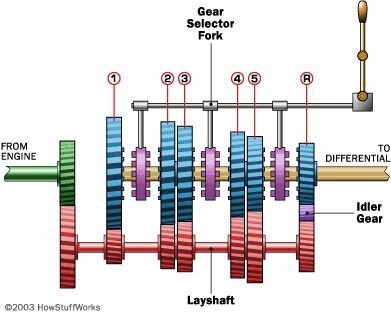 Gear
Selector
Fork
1
2
3
4
5
R
FROM
ENGINE
TO
DIFFERENTIAL
Idler
Gear
Layshaft
©2003 HowStuffWorks